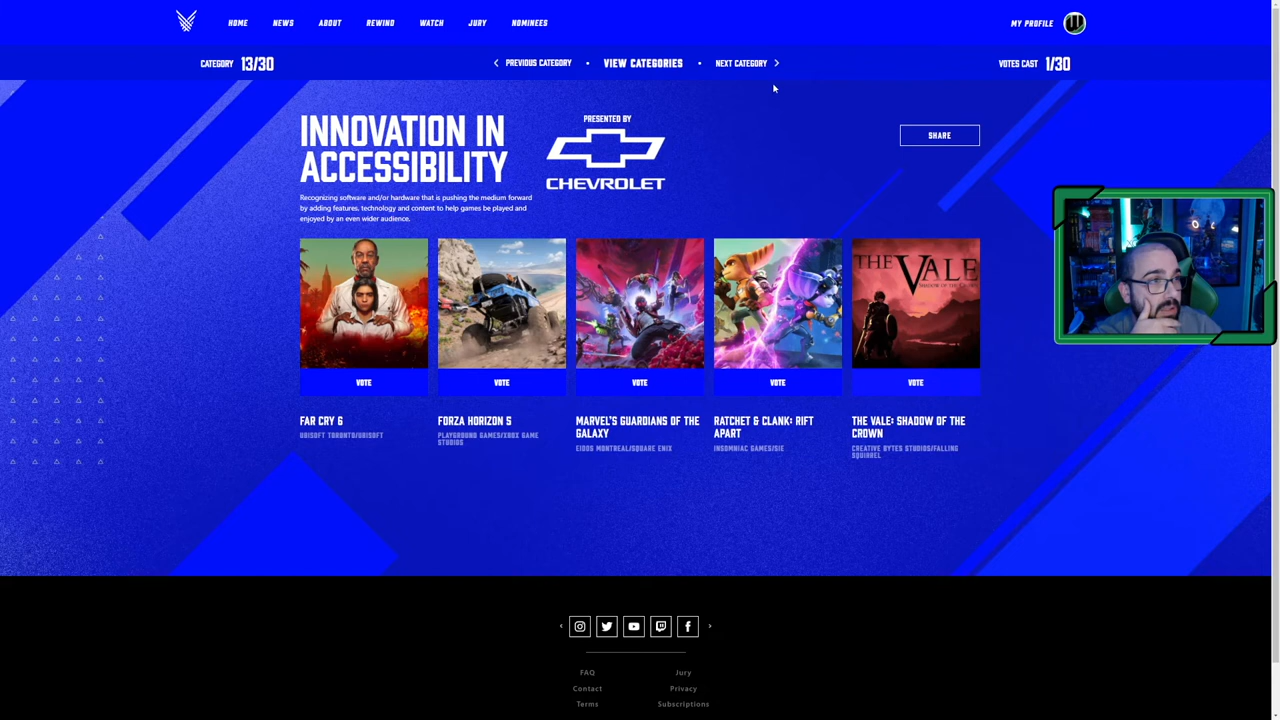 HOME NEWS ABOUT REWIND WATCH JURY NOMINEES MY PROFILE
CATEGORY 13/30 PREVIOUS CATEGORY • VIEW CATEGORIES • NEXT CATEGORY VOTES CAST 1/30
INNOVATION IN
ACCESSIBILITY
PRESENTED BY
CHEVROLET
SHARE
Recognizing software and/or hardware that is pushing the medium forward
by adding features, technology and content to help games be played and
enjoyed by an even wider audience.
THE VALE
SHADOW OF THE CROWN
VOTE VOTE VOTE VOTE VOTE
FAR CRY 6
UBISOFT TORONTO/UBISOFT
FORZA HORIZON 5
PLAYGROUND GAMES/XBOX GAME
STUDIOS
MARVEL'S GUARDIANS OF THE
GALAXY
EIDOS MONTREAL/SQUARE ENIX
RATCHET & CLANK: RIFT
APART
INSOMNIAC GAMES/SIE
THE VALE: SHADOW OF THE
CROWN
CREATIVE BYTES STUDIOS/FALLING
SQUIRREL
FAQ Jury
Contact Privacy
Terms Subscriptions